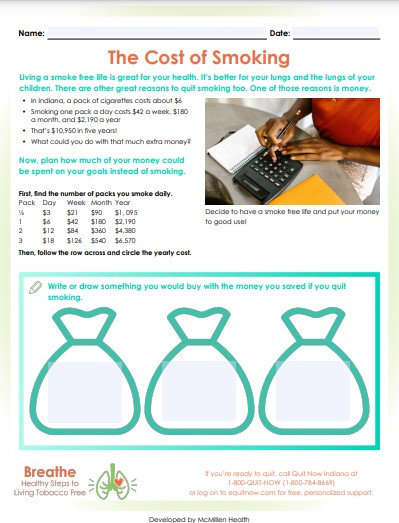 Name:
Date:
The Cost of Smoking
Living a smoke free life is great for your health. It's better for your lungs and the lungs of your
children. There are other great reasons to quit smoking too. One of those reasons is money.
• In Indiana, a pack of cigarettes costs about $6
• Smoking one pack a day costs $42 a week, $180
a month, and $2,190 a year
• That's $10,950 in five years!
• What could you do with that much extra money?
Now, plan how much of your money could
be spent on your goals instead of smoking.
First, find the number of packs you smoke daily.
Pack Day Week Month Year
½ $3 $21 $90 $1,095
1 $6 $42 $180 $2,190
2 $12 $84 $360 $4,380
3 $18 $126 $540 $6,570
Then, follow the row across and circle the yearly cost.
Decide to have a smoke free life and put your money
to good use!
Write or draw something you would buy with the money you saved if you quit
smoking.
Breathe
Healthy Steps to
Living Tobacco Free
If you're ready to quit, call Quit Now Indiana at
1-800-QUIT-NOW (1-800-784-8669)
or log on to equitnow.com for free, personalized support.
Developed by McMillen Health